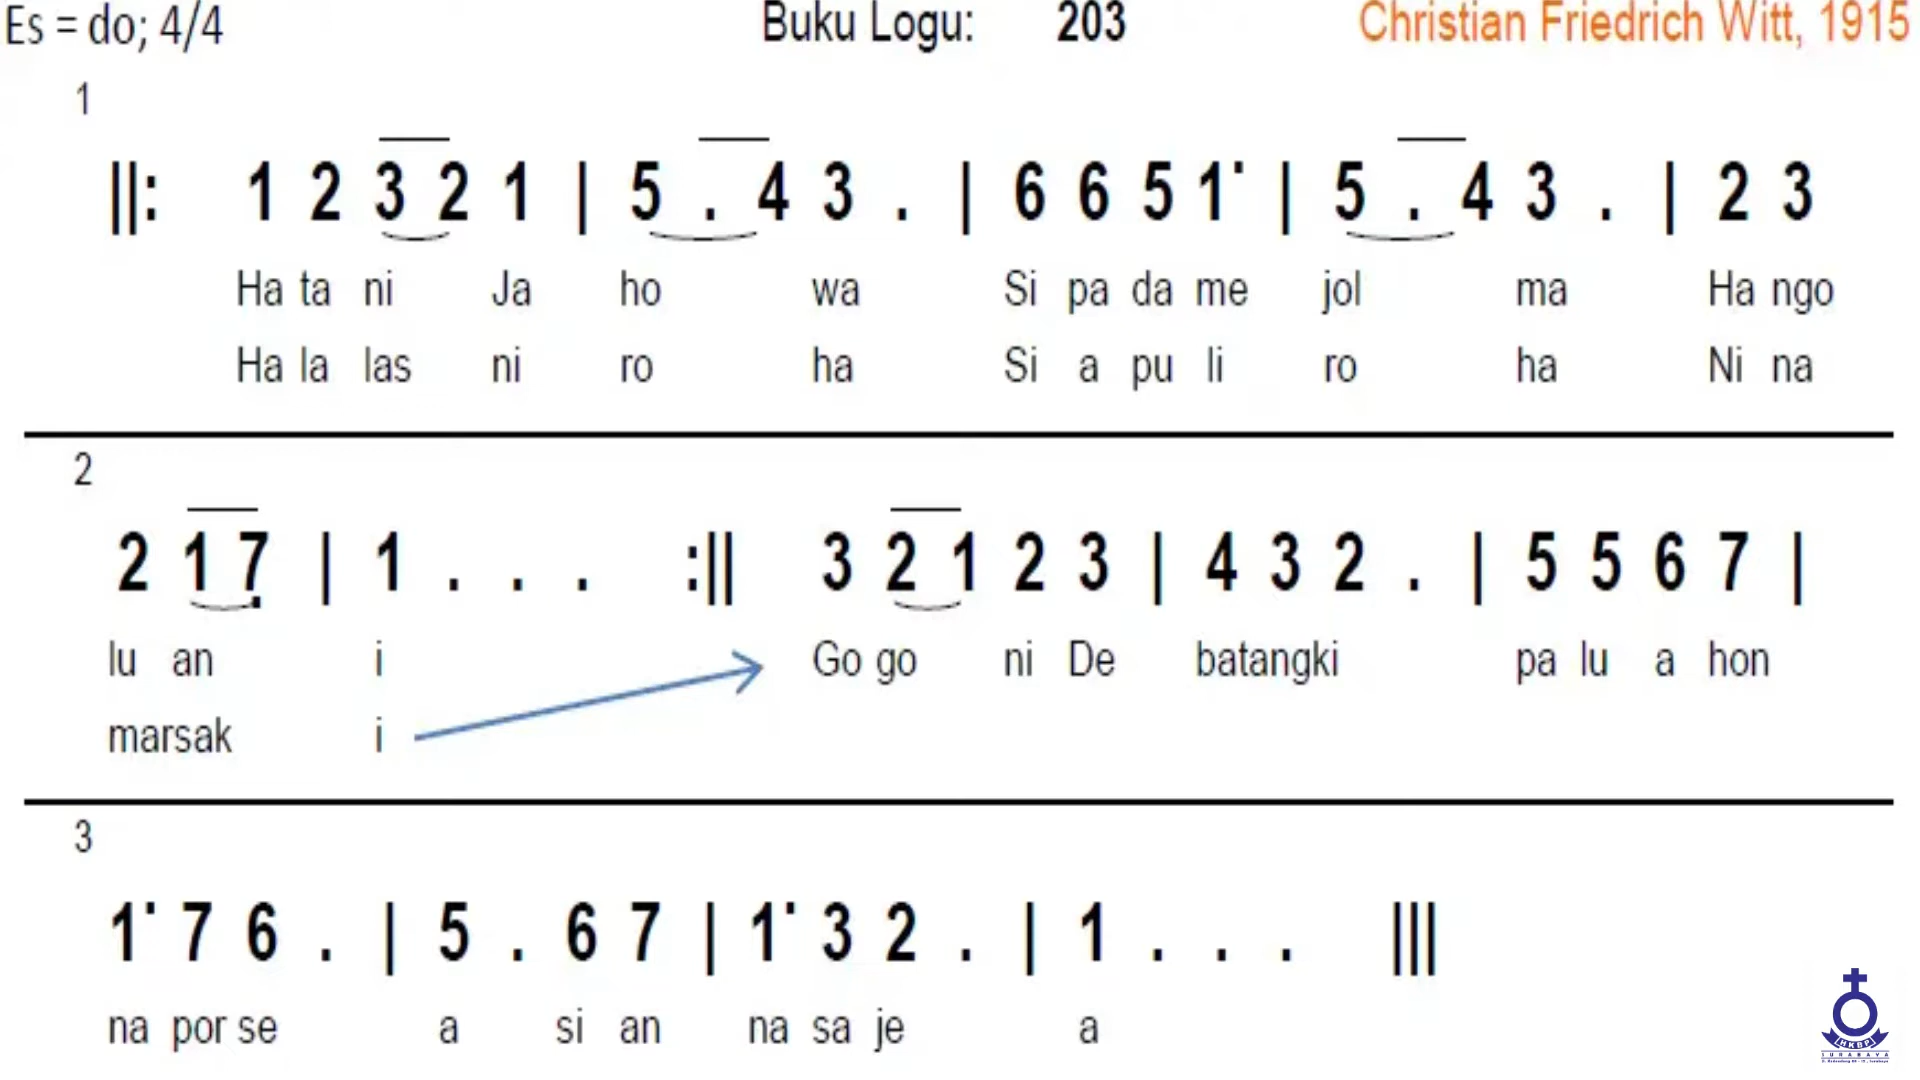 Es = do; 4/4 Buku Logu: 203 Christian Friedrich Witt, 1915
1
||: 1 2 3 2 1 | 5 . 4 3 . | 6 6 5 1˙ | 5 . 4 3 . | 2 3
Ha ta ni Ja ho wa Si pa da me jol ma Ha ngo
Ha la las ni ro ha Si a pu li ro ha Ni na
2
2 1 7̣ | 1 . . . :|| 3 2 1 2 3 | 4 3 2 . | 5 5 6 7 |
lu an i Go go ni De batangki pa lu a hon
marsak i
3
1˙ 7 6 . | 5 . 6 7 | 1˙ 3 2 . | 1 . . . |||
na por se a si an na sa je a
HKBP
SURABAYA